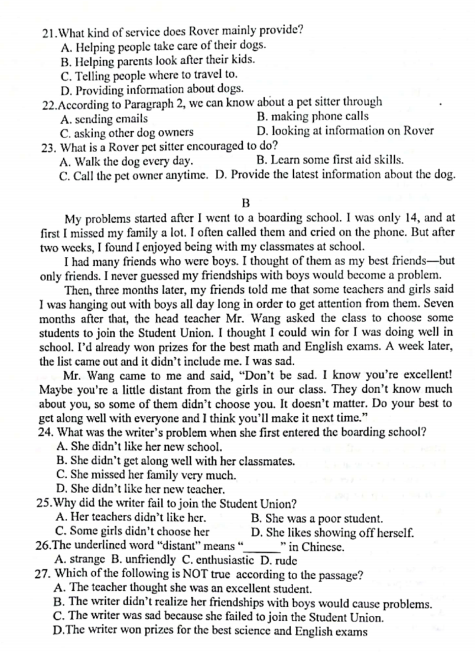 21.What kind of service does Rover mainly provide?
A. Helping people take care of their dogs.
B. Helping parents look after their kids.
C. Telling people where to travel to.
D. Providing information about dogs.
22.According to Paragraph 2, we can know about a pet sitter through .
A. sending emails B. making phone calls
C. asking other dog owners D. looking at information on Rover
23. What is a Rover pet sitter encouraged to do?
A. Walk the dog every day. B. Learn some first aid skills.
C. Call the pet owner anytime. D. Provide the latest information about the dog.
B
My problems started after I went to a boarding school. I was only 14, and at
first I missed my family a lot. I often called them and cried on the phone. But after
two weeks, I found I enjoyed being with my classmates at school.
I had many friends who were boys. I thought of them as my best friends—but
only friends. I never guessed my friendships with boys would become a problem.
Then, three months later, my friends told me that some teachers and girls said
I was hanging out with boys all day long in order to get attention from them. Seven
months after that, the head teacher Mr. Wang asked the class to choose some
students to join the Student Union. I thought I could win for I was doing well in
school. I'd already won prizes for the best math and English exams. A week later,
the list came out and it didn't include me. I was sad.
Mr. Wang came to me and said, “Don't be sad. I know you're excellent!
Maybe you're a little distant from the girls in our class. They don't know much
about you, so some of them didn't choose you. It doesn't matter. Do your best to
get along well with everyone and I think you'll make it next time.”
24. What was the writer's problem when she first entered the boarding school?
A. She didn't like her new school.
B. She didn't get along well with her classmates.
C. She missed her family very much.
D. She didn't like her new teacher.
25.Why did the writer fail to join the Student Union?
A. Her teachers didn't like her. B. She was a poor student.
C. Some girls didn't choose her D. She likes showing off herself.
26.The underlined word “distant” means “______” in Chinese.
A. strange B. unfriendly C. enthusiastic D. rude
27. Which of the following is NOT true according to the passage?
A. The teacher thought she was an excellent student.
B. The writer didn't realize her friendships with boys would cause problems.
C. The writer was sad because she failed to join the Student Union.
D.The writer won prizes for the best science and English exams